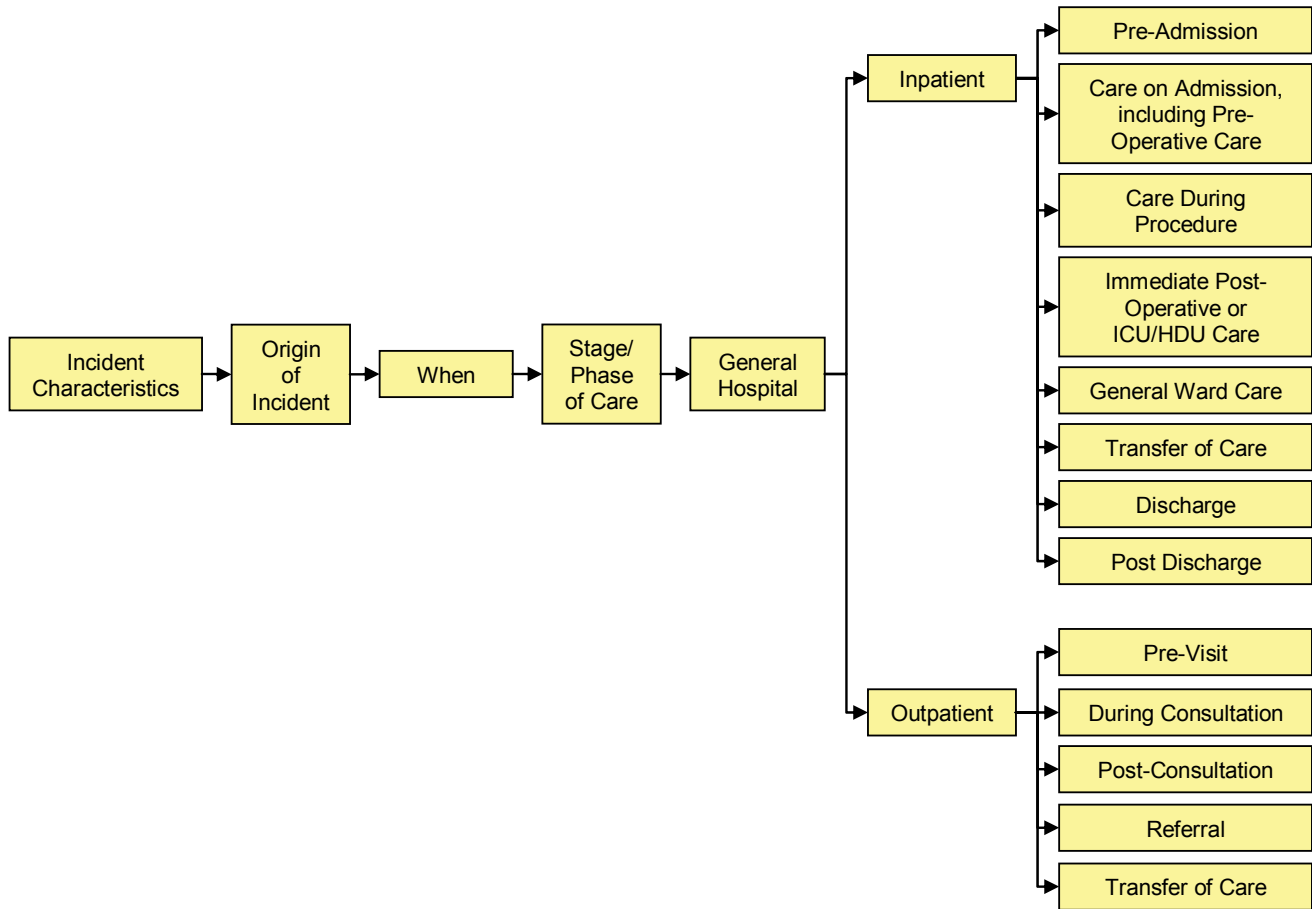 Incident
Characteristics
Origin
of
Incident
When
Stage/
Phase
of Care
General
Hospital
Inpatient
Pre-Admission
Care on Admission,
including Pre-
Operative Care
Care During
Procedure
Immediate Post-
Operative or
ICU/HDU Care
General Ward Care
Transfer of Care
Discharge
Post Discharge
Outpatient
Pre-Visit
During Consultation
Post-Consultation
Referral
Transfer of Care